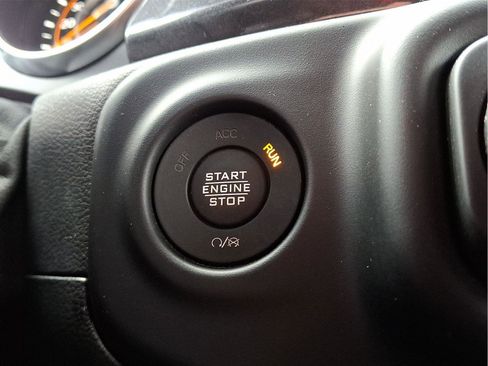 ACC
OFF
RUN
START
ENGINE
STOP